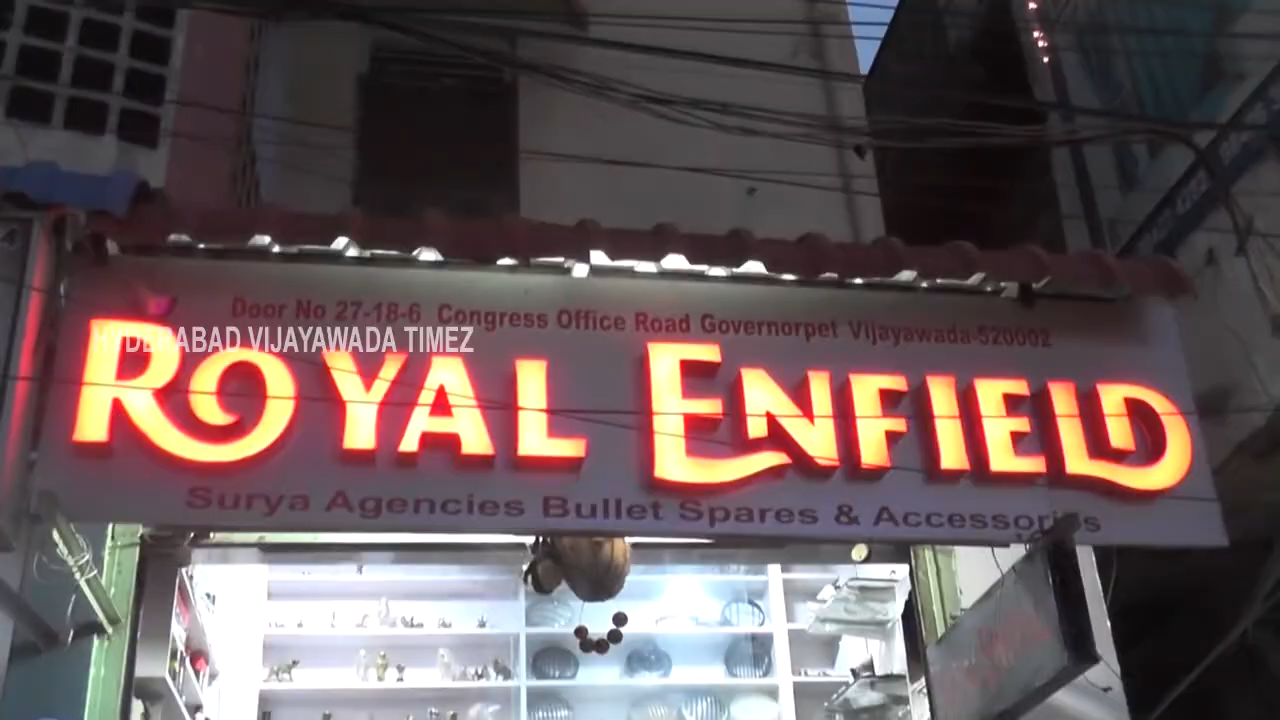 Door No 27-18-6 Congress Office Road Governorpet Vijayawada-520002
HYDERABAD VIJAYAWADA TIMEZ
ROYAL ENFIELD
Surya Agencies Bullet Spares & Accessories